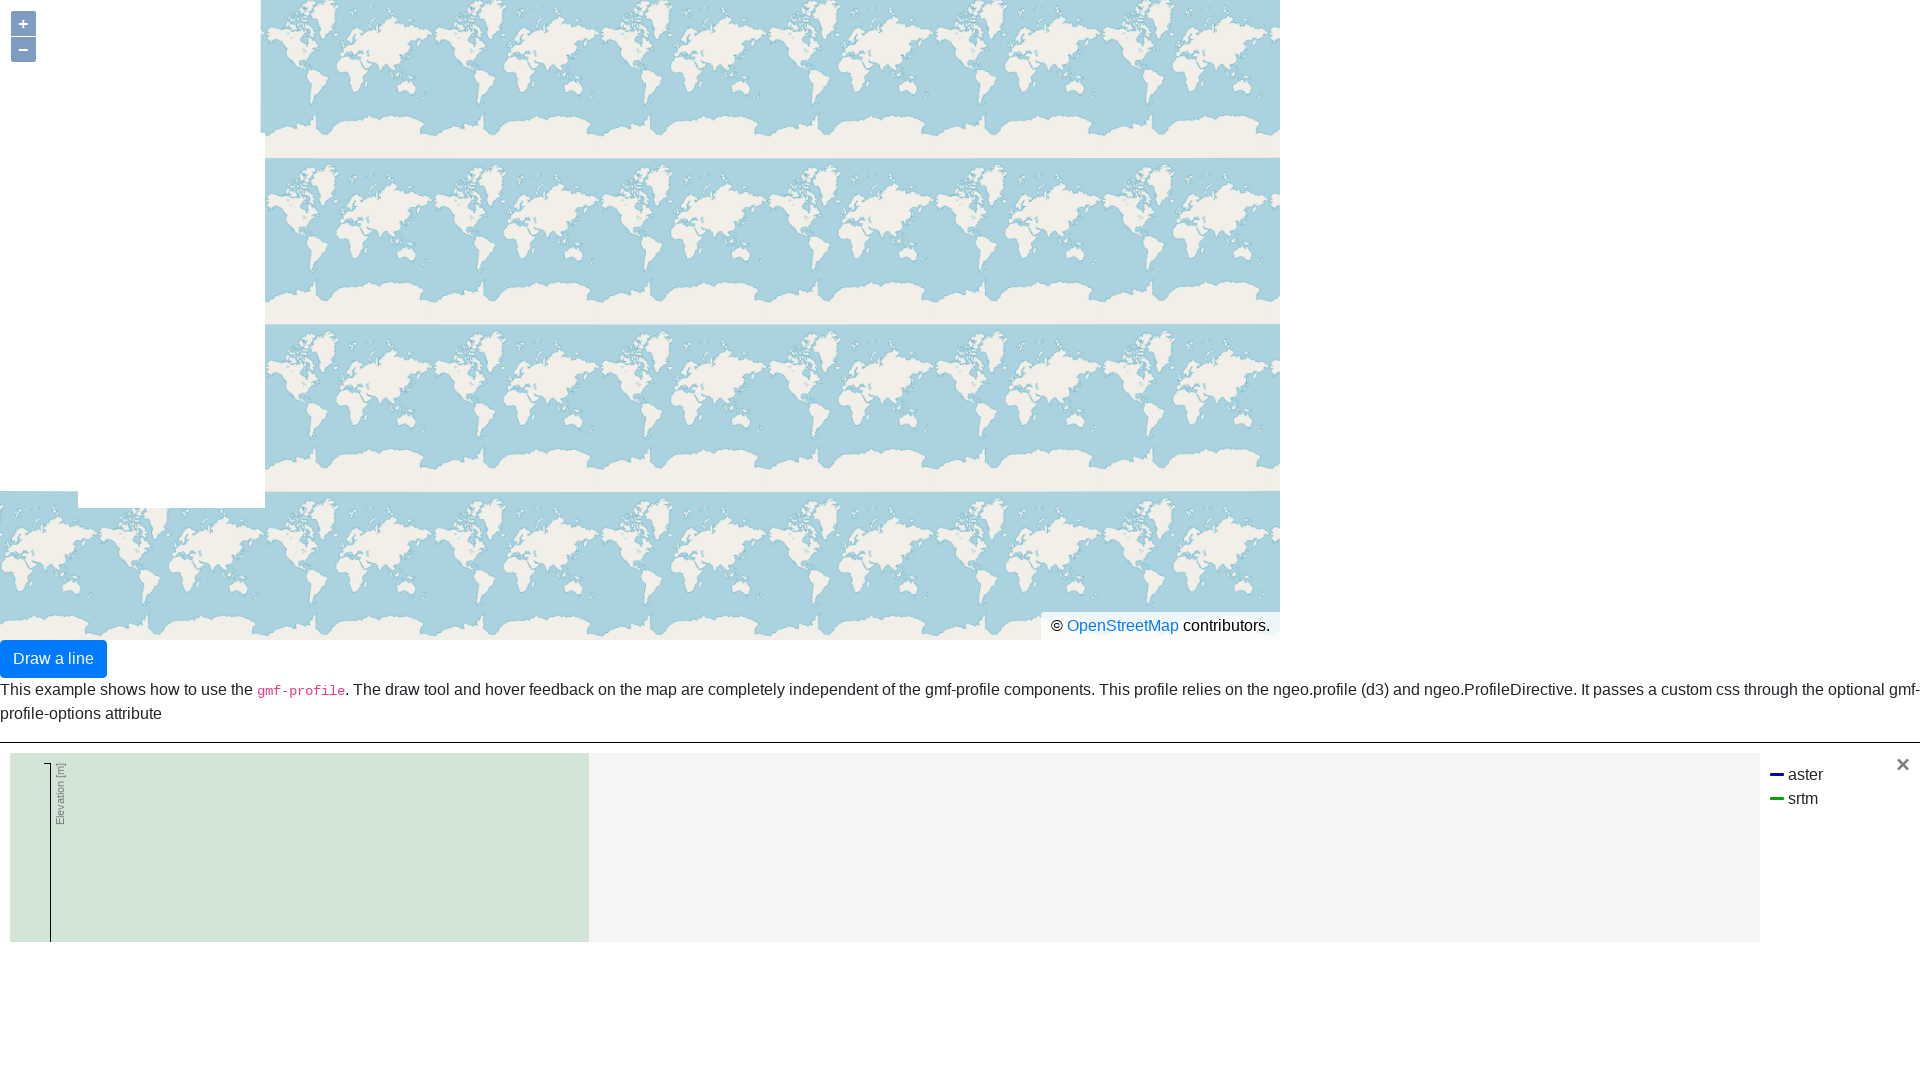 +
−
© OpenStreetMap contributors.
Draw a line
This example shows how to use the gmf-profile. The draw tool and hover feedback on the map are completely independent of the gmf-profile components. This profile relies on the ngeo.profile (d3) and ngeo.ProfileDirective. It passes a custom css through the optional gmf-
profile-options attribute
Elevation [m]
aster
srtm
×